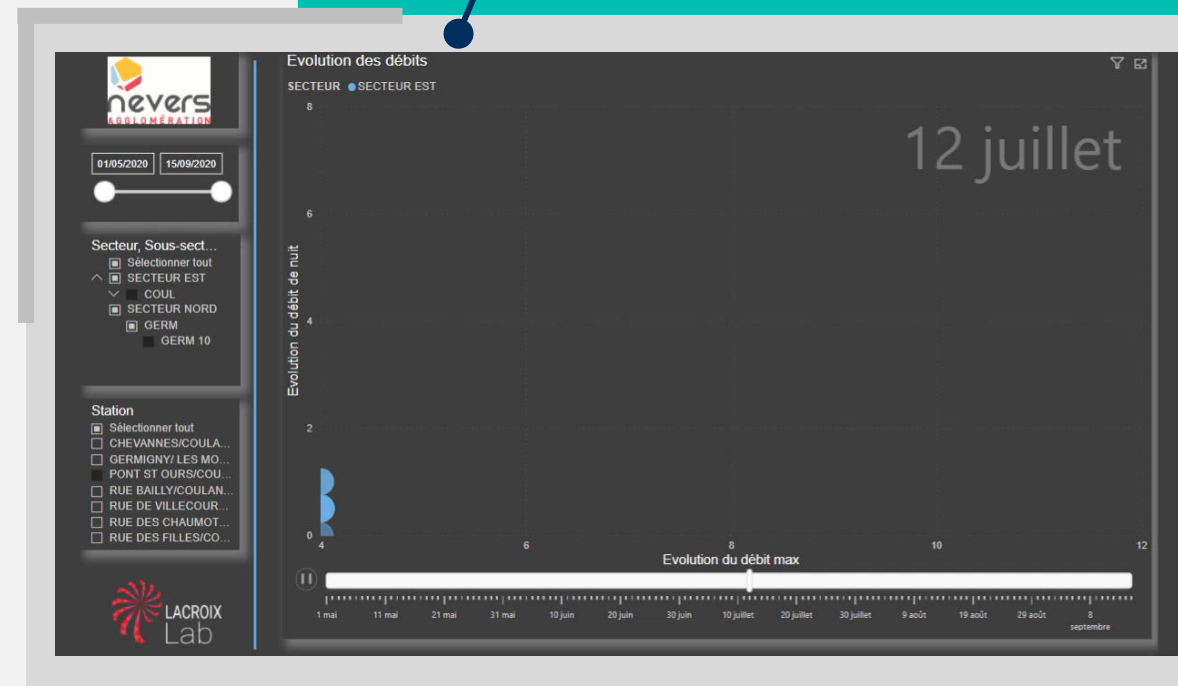 nevers
AGGLOMÉRATION
01/05/2020 15/09/2020
Secteur, Sous-sect...
Sélectionner tout
SECTEUR EST
COUL
SECTEUR NORD
GERM
GERM 10
Station
Sélectionner tout
CHEVANNES/COULA...
GERMIGNY/ LES MO...
PONT ST OURS/COU...
RUE BAILLY/COULAN...
RUE DE VILLECOUR...
RUE DES CHAUMOT...
RUE DES FILLES/CO...
LACROIX
Lab
Evolution des débits
SECTEUR SECTEUR EST
12 juillet
Evolution du débit de nuit
8
6
4
2
0
4 6 8 10 12
Evolution du débit max
1 mai 11 mai 21 mai 31 mai 10 juin 20 juin 30 juin 10 juillet 20 juillet 30 juillet 9 août 19 août 29 août 8
septembre